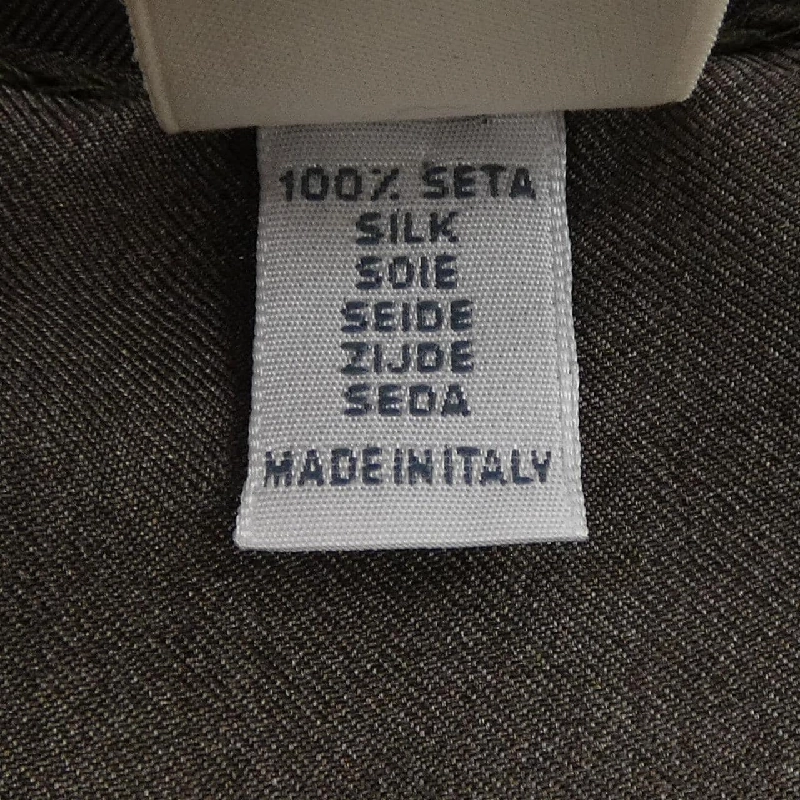 100% SETA
SILK
SOIE
SEIDE
ZIJDE
SEDA
MADE IN ITALY